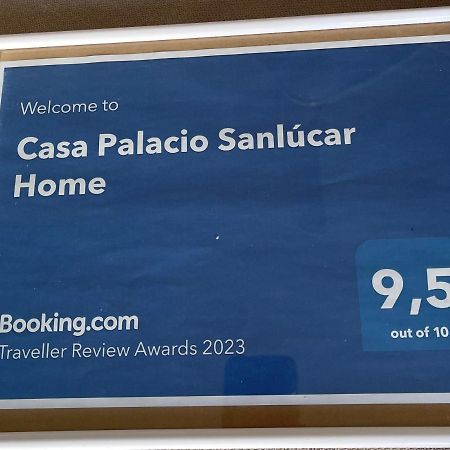 Welcome to
Casa Palacio Sanlúcar
Home
9,5
out of 10
Booking.com
Traveller Review Awards 2023